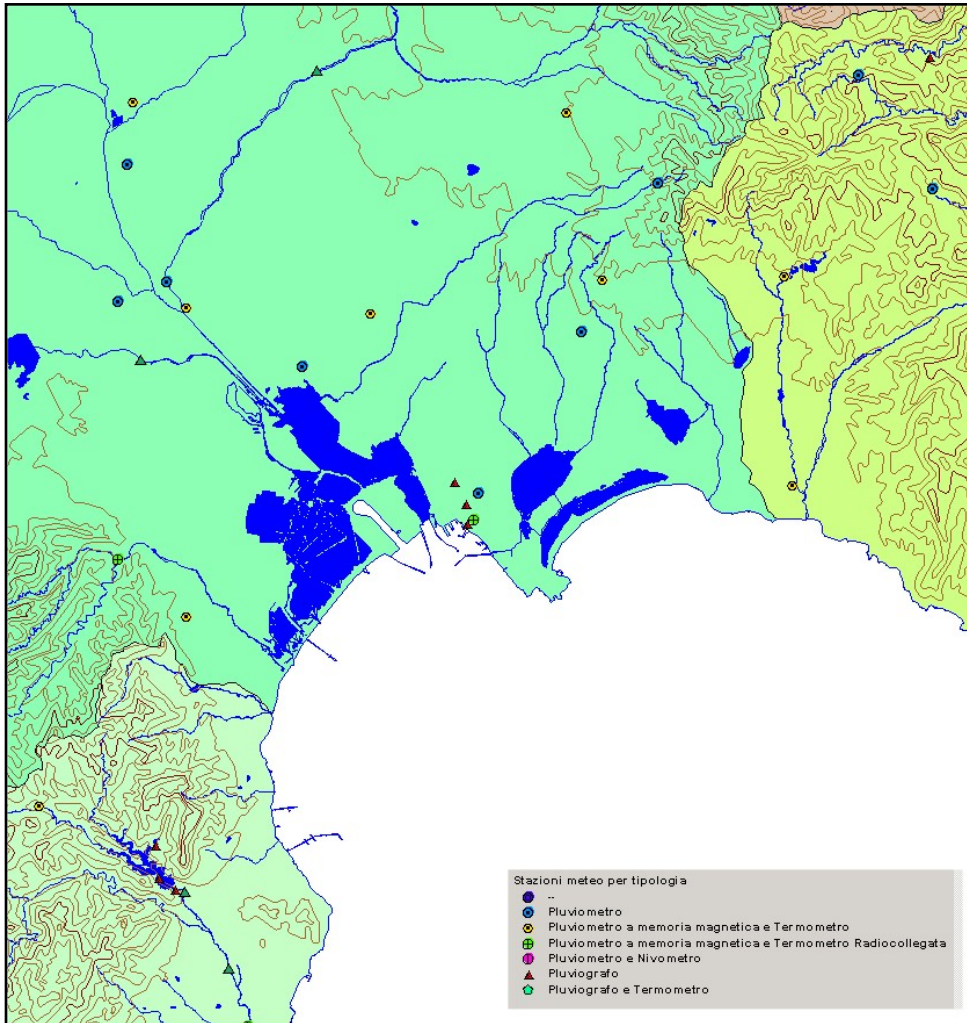 Stazioni meteo per tipologia
--
Pluviometro
Pluviometro a memoria magnetica e Termometro
Pluviometro a memoria magnetica e Termometro Radiocollegata
Pluviometro e Nivometro
Pluviografo
Pluviografo e Termometro